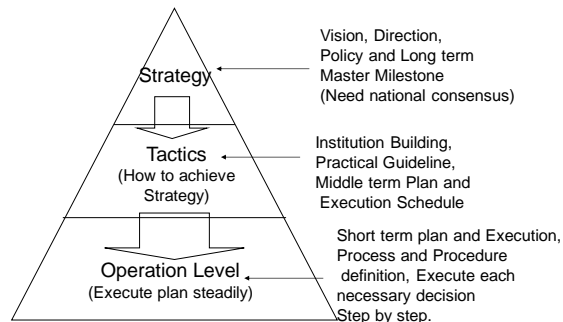 Strategy
Vision, Direction,
Policy and Long term
Master Milestone
(Need national consensus)
Tactics
(How to achieve
Strategy)
Institution Building,
Practical Guideline,
Middle term Plan and
Execution Schedule
Operation Level
(Execute plan steadily)
Short term plan and Execution,
Process and Procedure
definition, Execute each
necessary decision
Step by step.